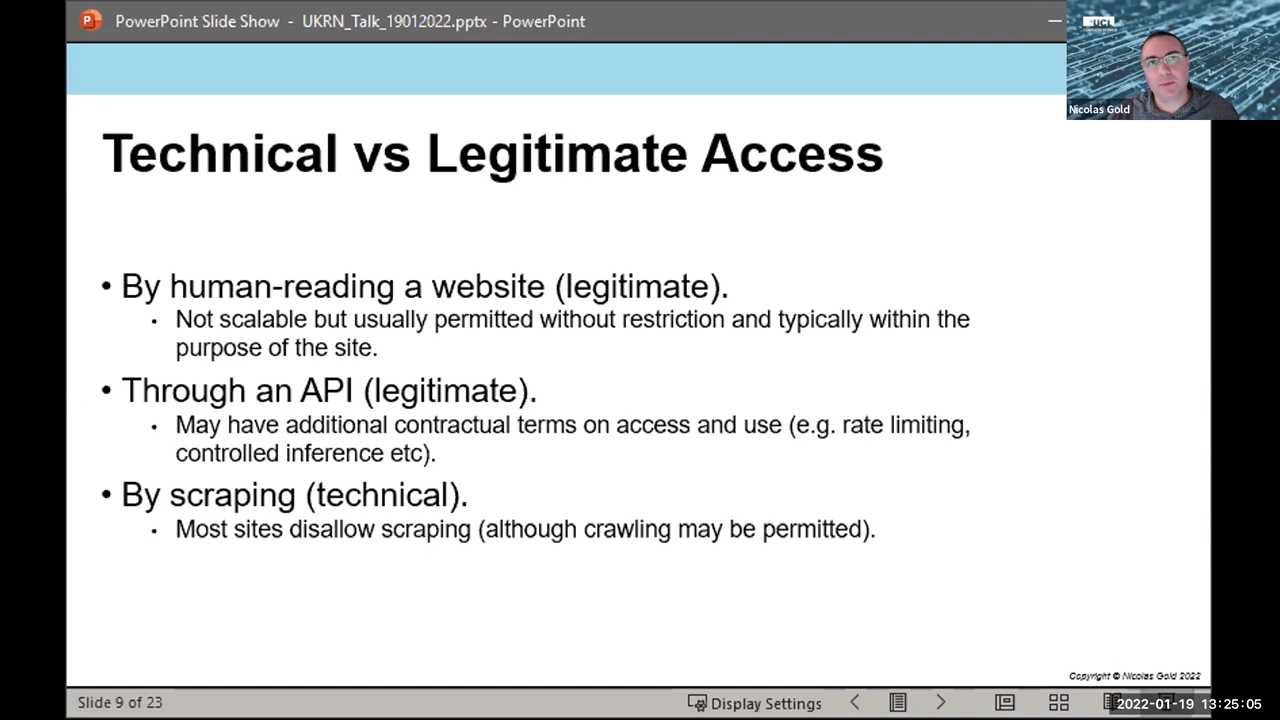 PowerPoint Slide Show - UKRN_Talk_19012022.pptx - PowerPoint
UCL
Nicolas Gold
Technical vs Legitimate Access
• By human-reading a website (legitimate).
• Not scalable but usually permitted without restriction and typically within the
purpose of the site.
• Through an API (legitimate).
• May have additional contractual terms on access and use (e.g. rate limiting,
controlled inference etc).
• By scraping (technical).
• Most sites disallow scraping (although crawling may be permitted).
Copyright © Nicolas Gold 2022
Slide 9 of 23
Display Settings
2022-01-19 13:25:05